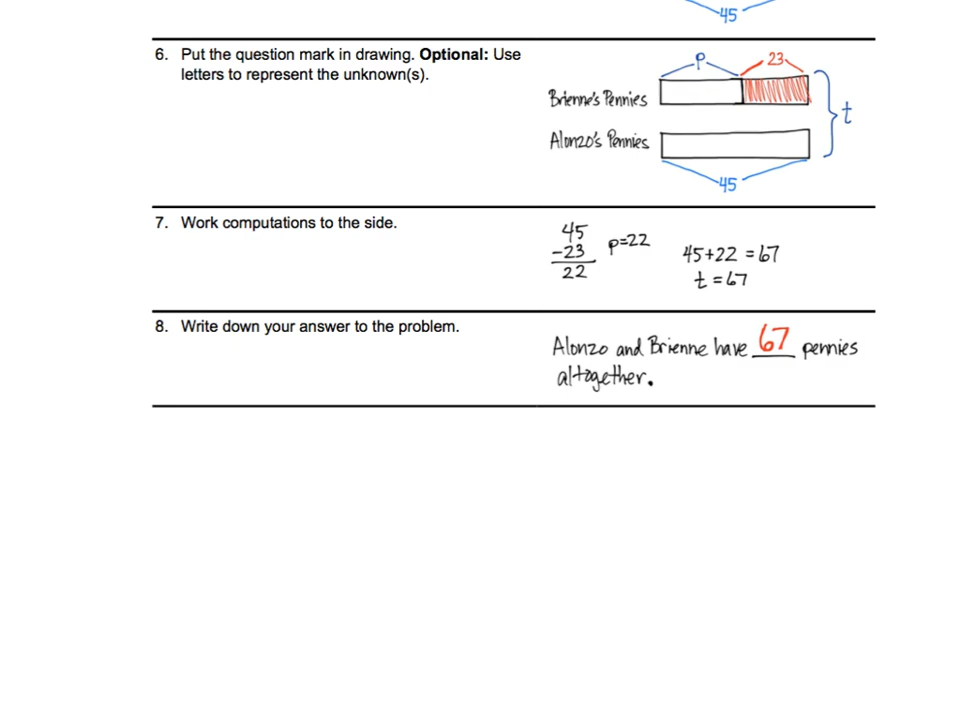 45
6. Put the question mark in drawing. Optional: Use
letters to represent the unknown(s).
P
23
Brienne's Pennies
t
Alonzo's Pennies
45
7. Work computations to the side.
45
-23
22
p=22
45+22 =67
t =67
8. Write down your answer to the problem.
Alonzo and Brienne have 67 pennies
altogether.